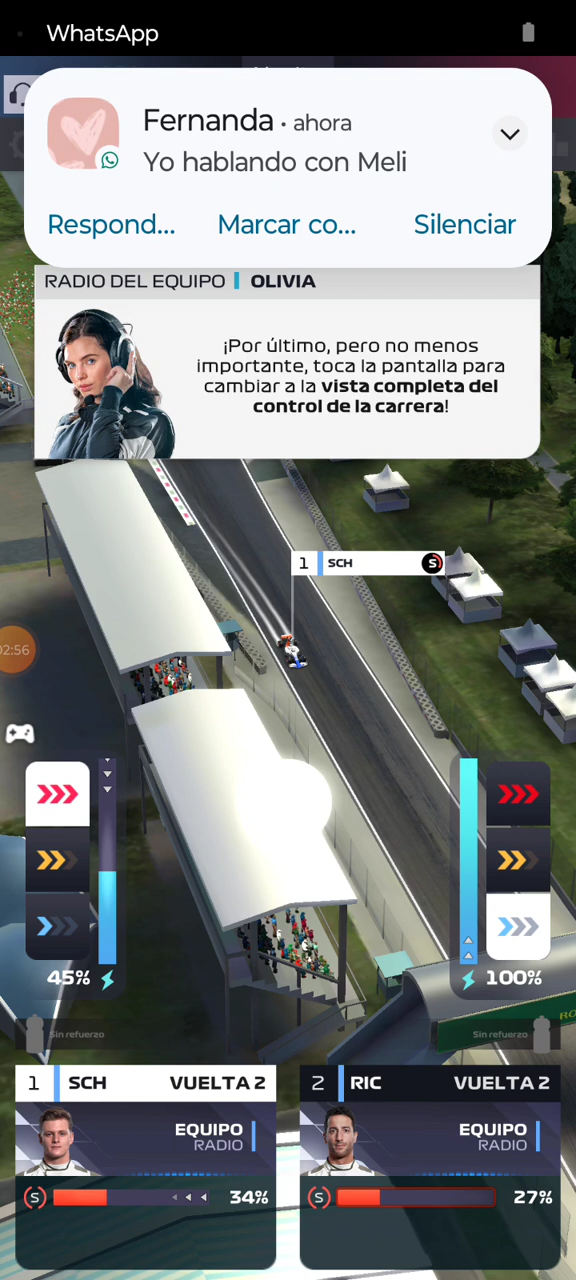 WhatsApp
Fernanda · ahora
Yo hablando con Meli
Respond... Marcar co... Silenciar
RADIO DEL EQUIPO | OLIVIA
¡Por último, pero no menos
importante, toca la pantalla para
cambiar a la vista completa del
control de la carrera!
1 SCH S
02:56
45% 100%
Sin refuerzo Sin refuerzo
1 SCH VUELTA 2
EQUIPO
RADIO
S 34%
2 RIC VUELTA 2
EQUIPO
RADIO
S 27%